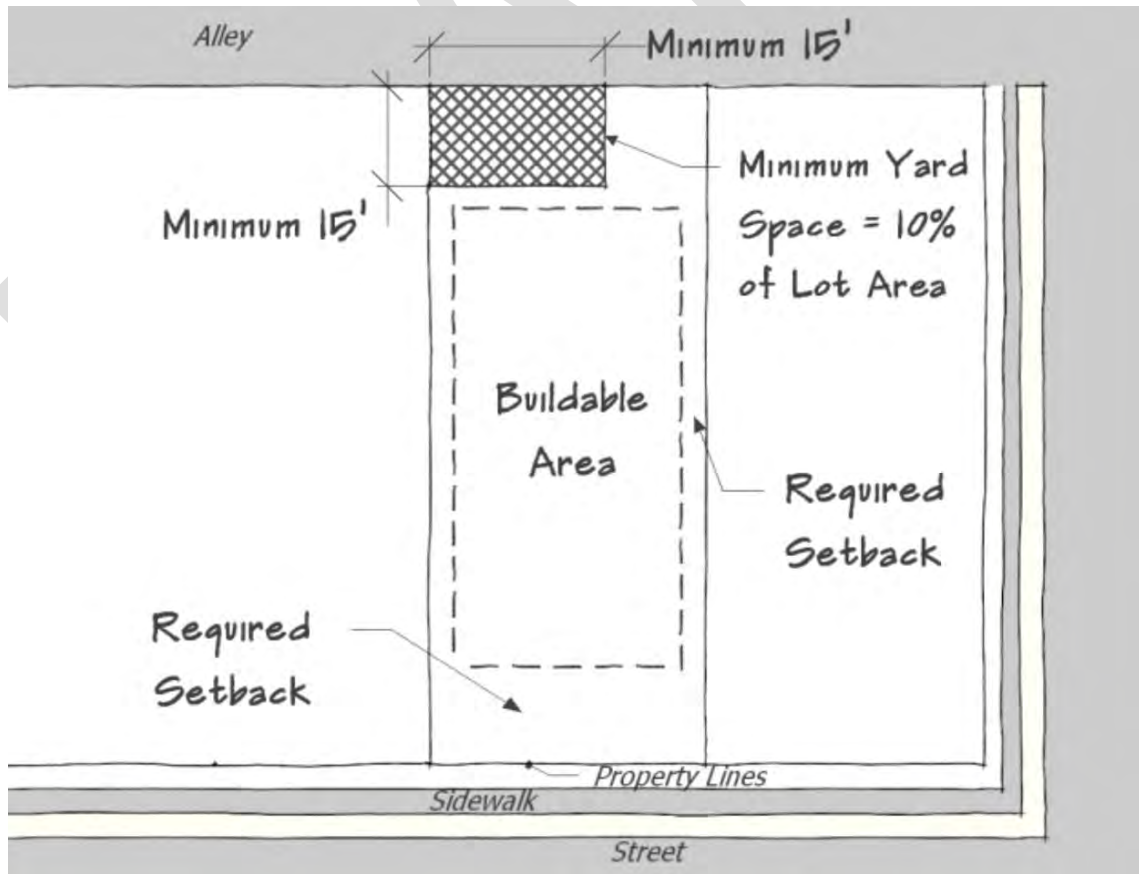 Alley
Minimum 15'
Minimum Yard
Space = 10%
of Lot Area
Minimum 15'
Buildable
Area
Required
Setback
Required
Setback
Property Lines
Sidewalk
Street